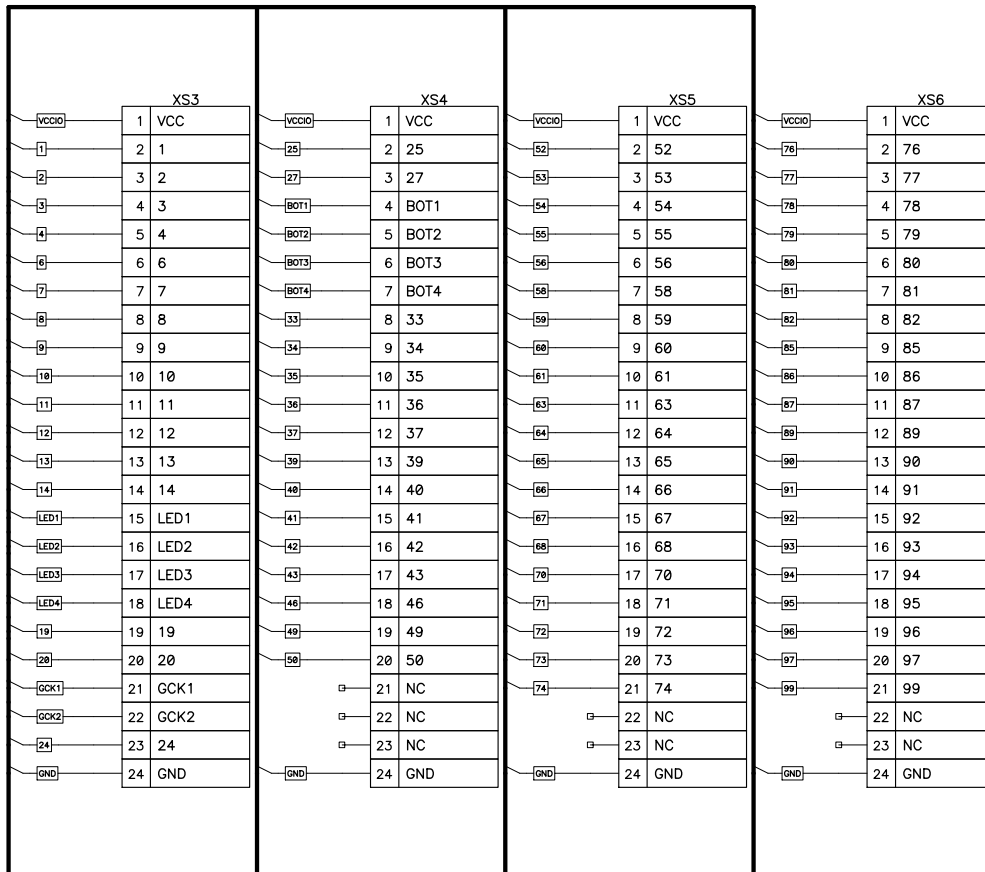 XS3
VCCIO 1 VCC
1 2 1
2 3 2
3 4 3
4 5 4
6 6 6
7 7 7
8 8 8
9 9 9
10 10 10
11 11 11
12 12 12
13 13 13
14 14 14
LED1 15 LED1
LED2 16 LED2
LED3 17 LED3
LED4 18 LED4
19 19 19
20 20 20
GCK1 21 GCK1
GCK2 22 GCK2
24 23 24
GND 24 GND
XS4
VCCIO 1 VCC
25 2 25
27 3 27
BOT1 4 BOT1
BOT2 5 BOT2
BOT3 6 BOT3
BOT4 7 BOT4
33 8 33
34 9 34
35 10 35
36 11 36
37 12 37
39 13 39
40 14 40
41 15 41
42 16 42
43 17 43
46 18 46
49 19 49
50 20 50
21 NC
22 NC
23 NC
GND 24 GND
XS5
VCCIO 1 VCC
52 2 52
53 3 53
54 4 54
55 5 55
56 6 56
58 7 58
59 8 59
60 9 60
61 10 61
63 11 63
64 12 64
65 13 65
66 14 66
67 15 67
68 16 68
70 17 70
71 18 71
72 19 72
73 20 73
74 21 74
22 NC
23 NC
GND 24 GND
XS6
VCCIO 1 VCC
76 2 76
77 3 77
78 4 78
79 5 79
80 6 80
81 7 81
82 8 82
85 9 85
86 10 86
87 11 87
89 12 89
90 13 90
91 14 91
92 15 92
93 16 93
94 17 94
95 18 95
96 19 96
97 20 97
99 21 99
22 NC
23 NC
GND 24 GND